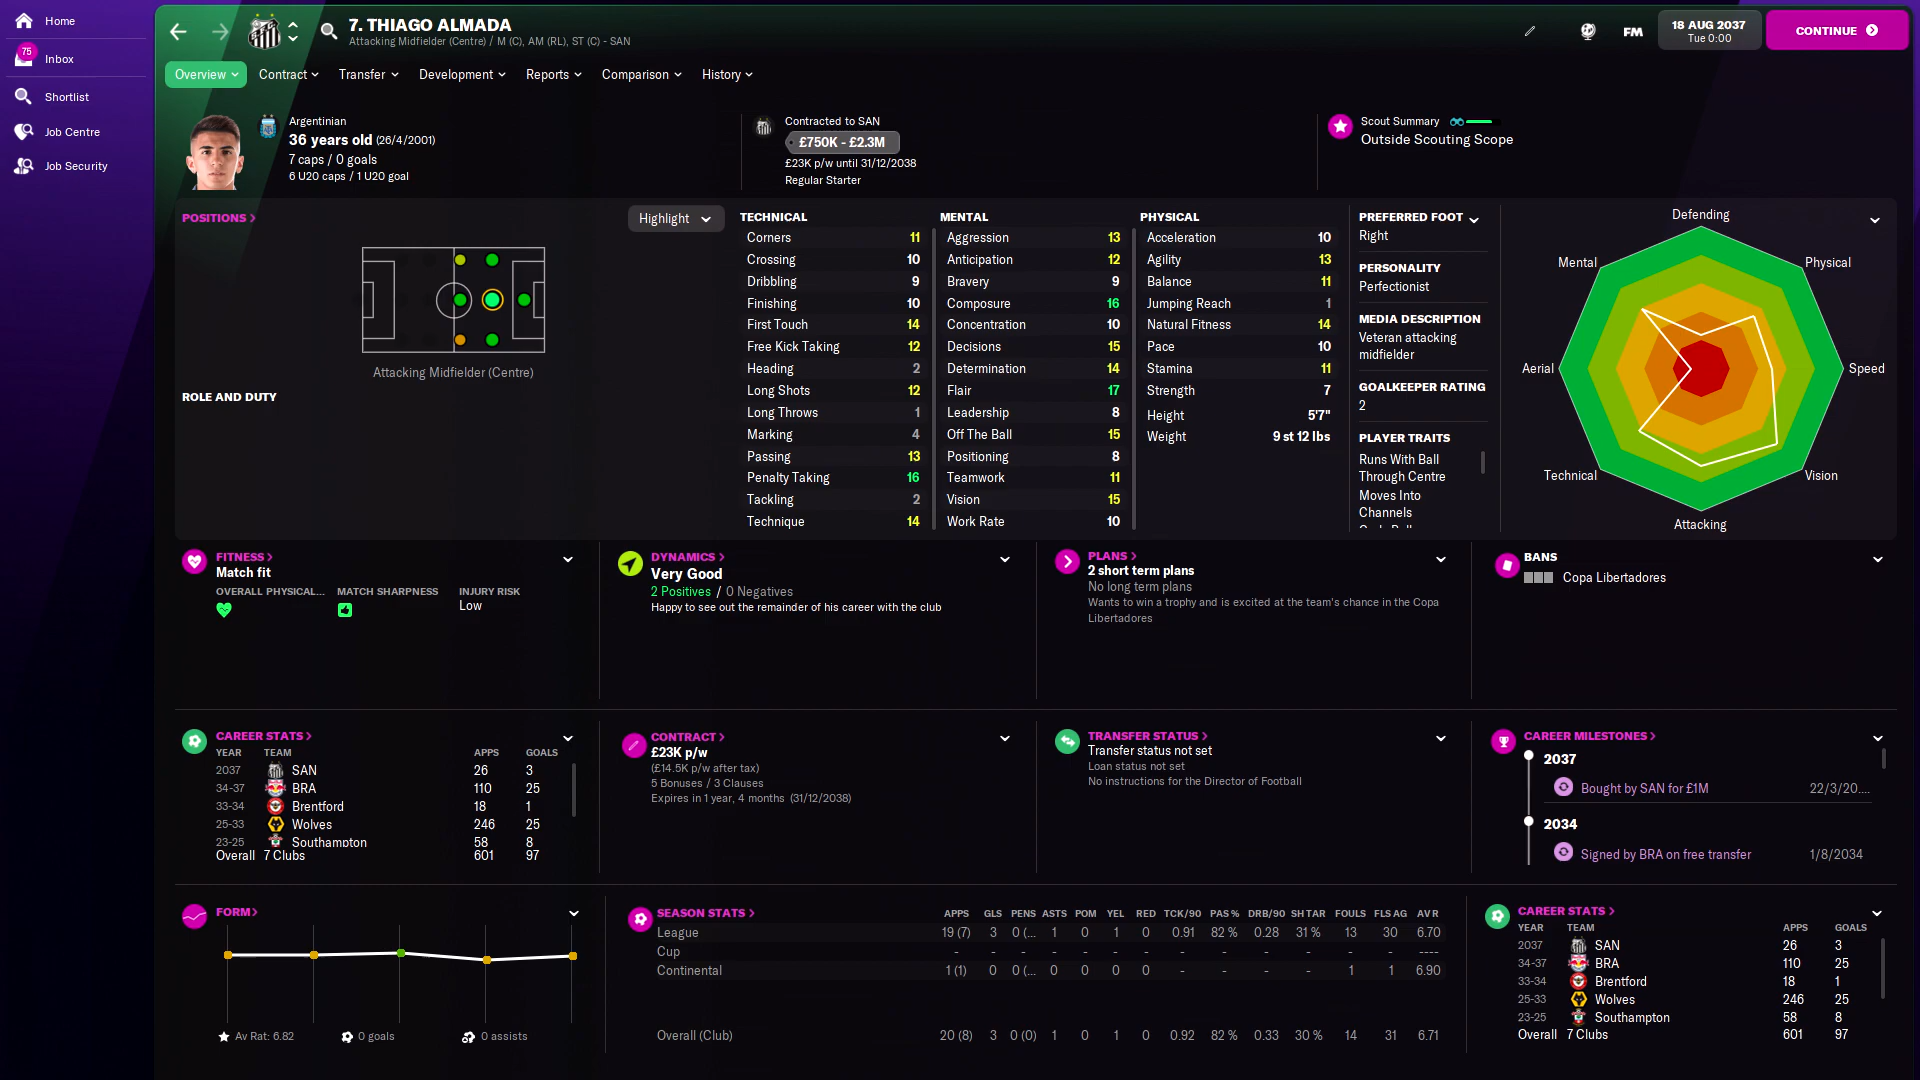 Home
75
Inbox
Shortlist
Job Centre
Job Security
7. THIAGO ALMADA
Attacking Midfielder (Centre) / M (C), AM (RL), ST (C) - SAN
FM
18 AUG 2037
Tue 0:00
CONTINUE
Overview Contract Transfer Development Reports Comparison History
Argentinian
36 years old (26/4/2001)
7 caps / 0 goals
6 U20 caps / 1 U20 goal
Contracted to SAN
£750K - £2.3M
£23K p/w until 31/12/2038
Regular Starter
Scout Summary
Outside Scouting Scope
POSITIONS
Highlight
Attacking Midfielder (Centre)
ROLE AND DUTY
TECHNICAL
Corners 11
Crossing 10
Dribbling 9
Finishing 10
First Touch 14
Free Kick Taking 12
Heading 2
Long Shots 12
Long Throws 1
Marking 4
Passing 13
Penalty Taking 16
Tackling 2
Technique 14
MENTAL
Aggression 13
Anticipation 12
Bravery 9
Composure 16
Concentration 10
Decisions 15
Determination 14
Flair 17
Leadership 8
Off The Ball 15
Positioning 8
Teamwork 11
Vision 15
Work Rate 10
PHYSICAL
Acceleration 10
Agility 13
Balance 11
Jumping Reach 1
Natural Fitness 14
Pace 10
Stamina 11
Strength 7
Height 5'7"
Weight 9 st 12 lbs
PREFERRED FOOT
Right
PERSONALITY
Perfectionist
MEDIA DESCRIPTION
Veteran attacking
midfielder
GOALKEEPER RATING
2
PLAYER TRAITS
Runs With Ball
Through Centre
Moves Into
Channels
Defending
Mental Physical
Aerial Speed
Technical Vision
Attacking
FITNESS
Match fit
OVERALL PHYSICAL... MATCH SHARPNESS INJURY RISK
Low
DYNAMICS
Very Good
2 Positives / 0 Negatives
Happy to see out the remainder of his career with the club
PLANS
2 short term plans
No long term plans
Wants to win a trophy and is excited at the team's chance in the Copa
Libertadores
BANS
Copa Libertadores
CAREER STATS
YEAR TEAM APPS GOALS
2037 SAN 26 3
34-37 BRA 110 25
33-34 Brentford 18 1
25-33 Wolves 246 25
23-25 Southampton 58 8
Overall 7 Clubs 601 97
CONTRACT
£23K p/w
(£14.5K p/w after tax)
5 Bonuses / 3 Clauses
Expires in 1 year, 4 months (31/12/2038)
TRANSFER STATUS
Transfer status not set
Loan status not set
No instructions for the Director of Football
CAREER MILESTONES
2037
Bought by SAN for £1M 22/3/20....
2034
Signed by BRA on free transfer 1/8/2034
FORM
Av Rat: 6.82 0 goals 0 assists
SEASON STATS APPS GLS PENS ASTS POM YEL RED TCK/90 PAS % DRB/90 SH TAR FOULS FLS AG AV R
League 19 (7) 3 0 (... 1 0 1 0 0.91 82 % 0.28 31 % 13 30 6.70
Cup - - - - - - - - - - - - - ----
Continental 1 (1) 0 0 (... 0 0 0 0 - - - - 1 1 6.90
Overall (Club) 20 (8) 3 0 (0) 1 0 1 0 0.92 82 % 0.33 30 % 14 31 6.71
CAREER STATS
YEAR TEAM APPS GOALS
2037 SAN 26 3
34-37 BRA 110 25
33-34 Brentford 18 1
25-33 Wolves 246 25
23-25 Southampton 58 8
Overall 7 Clubs 601 97